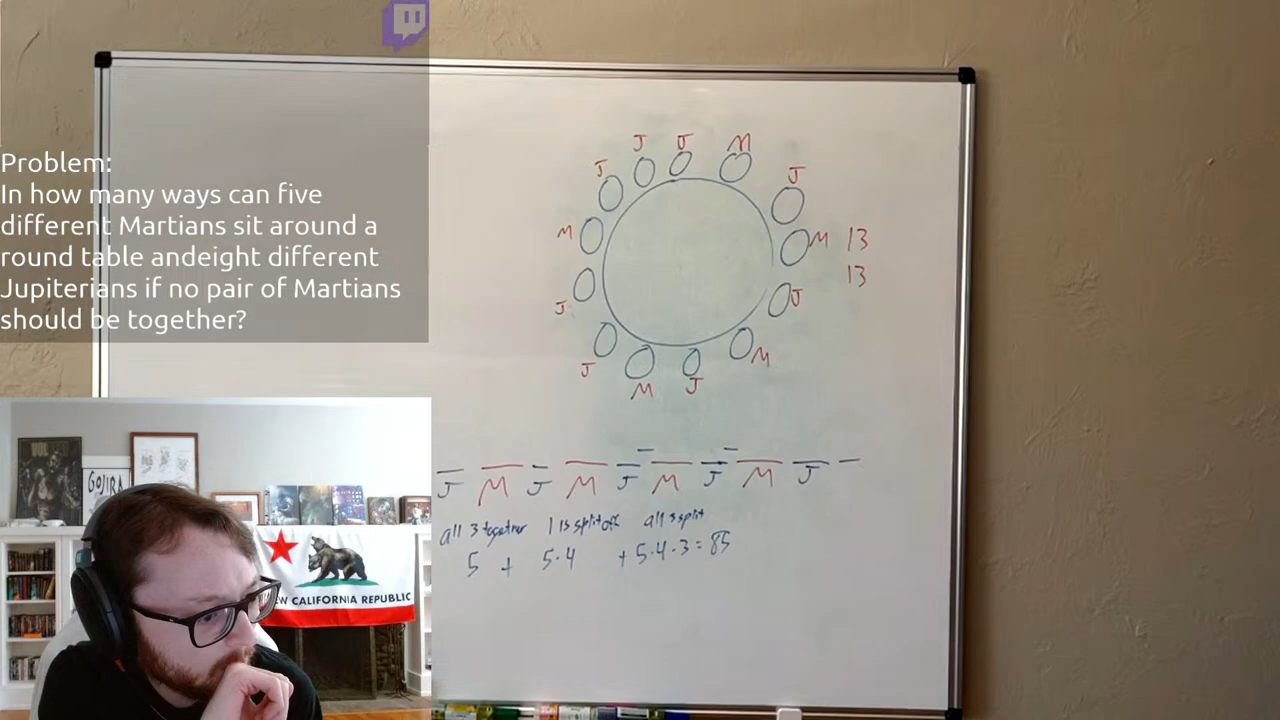 Problem:
In how many ways can five
different Martians sit around a
round table andeight different
Jupiterians if no pair of Martians
should be together?
J J M
J J
M M 13
13
J J
J M
M J
J M J M J M J M J
all 3 together 1 is split off all 3 split
5 + 5·4 + 5·4·3 = 85
GOJIRA
NEW CALIFORNIA REPUBLIC